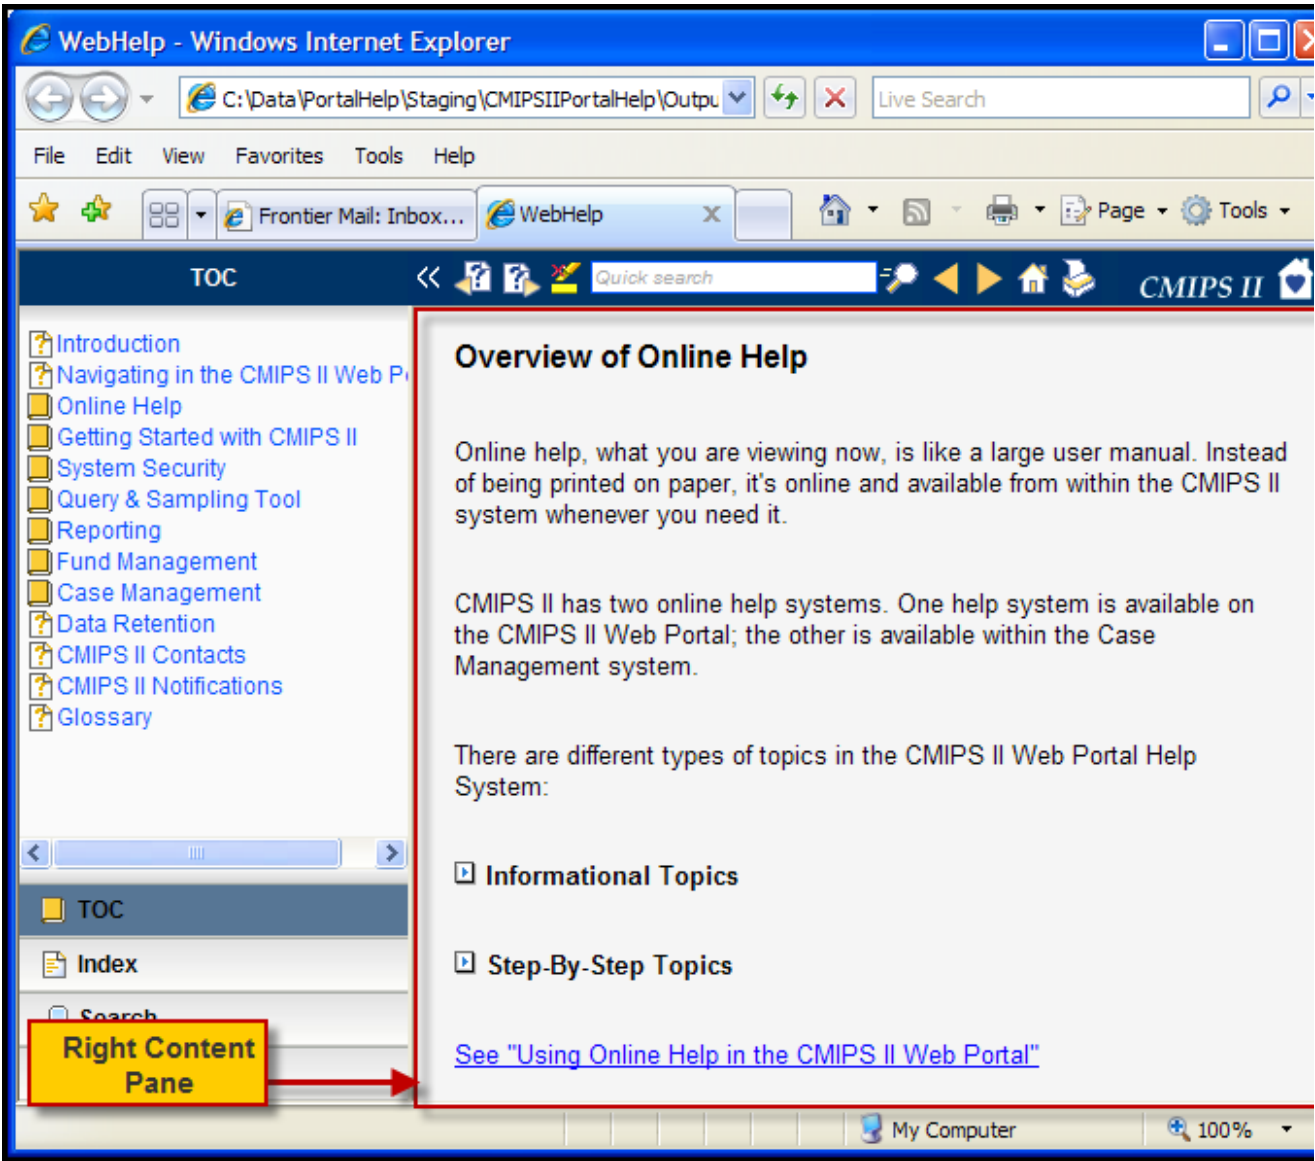 WebHelp - Windows Internet Explorer
C:\Data\PortalHelp\Staging\CMIPSIIPortalHelp\Outpu
Live Search
File Edit View Favorites Tools Help
Frontier Mail: Inbox... WebHelp Page Tools
TOC
Quick search
CMIPS II
Introduction
Navigating in the CMIPS II Web P
Online Help
Getting Started with CMIPS II
System Security
Query & Sampling Tool
Reporting
Fund Management
Case Management
Data Retention
CMIPS II Contacts
CMIPS II Notifications
Glossary
TOC
Index
Search
Right Content
Pane
Overview of Online Help
Online help, what you are viewing now, is like a large user manual. Instead
of being printed on paper, it's online and available from within the CMIPS II
system whenever you need it.
CMIPS II has two online help systems. One help system is available on
the CMIPS II Web Portal; the other is available within the Case
Management system.
There are different types of topics in the CMIPS II Web Portal Help
System:
Informational Topics
Step-By-Step Topics
See "Using Online Help in the CMIPS II Web Portal"
My Computer
100%